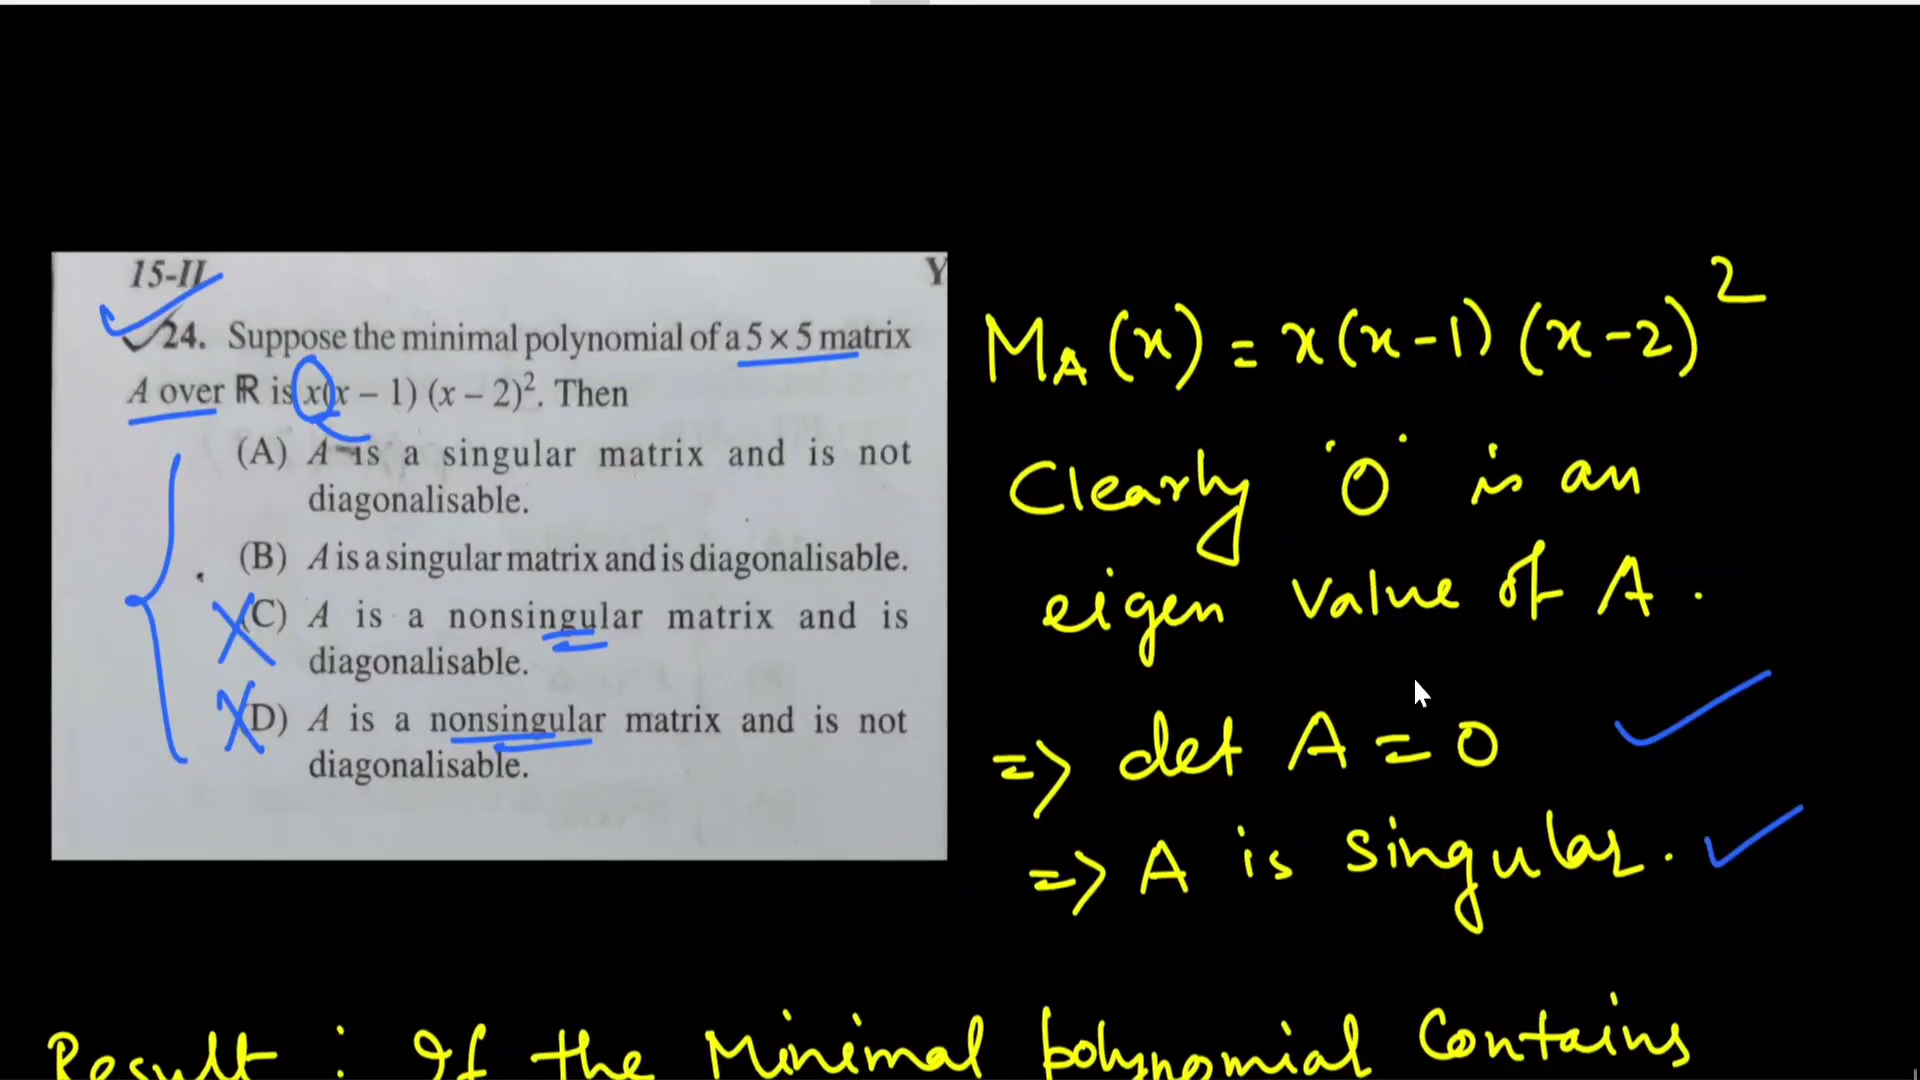 15-II
Y
24. Suppose the minimal polynomial of a 5 × 5 matrix
A over ℝ is x(x – 1) (x – 2)². Then
(A) A is a singular matrix and is not
diagonalisable.
(B) A is a singular matrix and is diagonalisable.
(C) A is a nonsingular matrix and is
diagonalisable.
(D) A is a nonsingular matrix and is not
diagonalisable.
M_A(x) = x(x-1)(x-2)²
Clearly '0' is an
eigen value of A.
=> det A = 0
=> A is singular.
Result : If the Minimal polynomial Contains